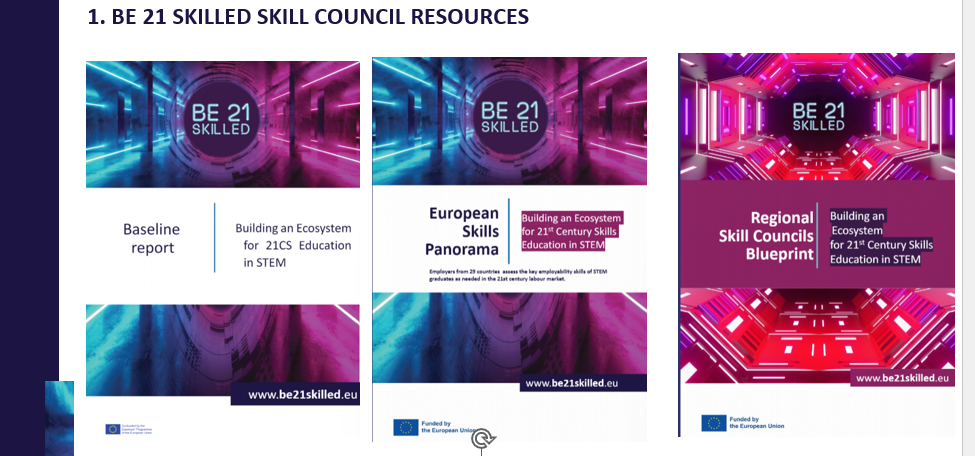 1. BE 21 SKILLED SKILL COUNCIL RESOURCES
BE 21
SKILLED
Baseline
report
Building an Ecosystem
for 21CS Education
in STEM
www.be21skilled.eu
BE 21
SKILLED
European
Skills
Panorama
Building an Ecosystem
for 21st Century Skills
Education in STEM
Employers from 29 countries assess the key employability skills of STEM
graduates as needed in the 21st century labour market.
www.be21skilled.eu
Funded by
the European Union
BE 21
SKILLED
Regional
Skill Councils
Blueprint
Building an
Ecosystem
for 21st Century Skills
Education in STEM
www.be21skilled.eu
Funded by
the European Union